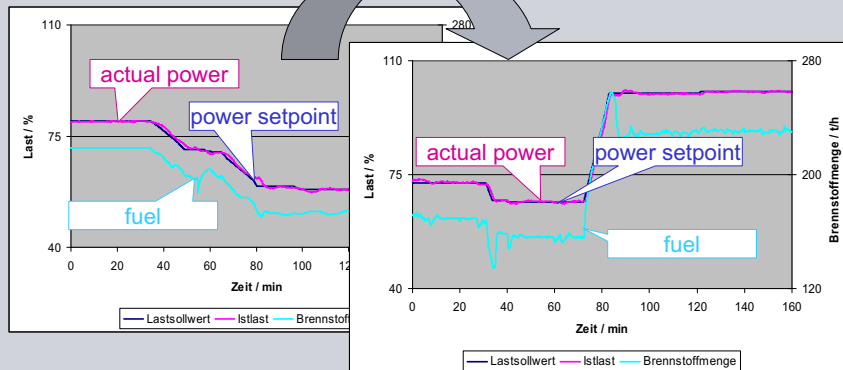 110
280
actual power
power setpoint
75
Last / %
fuel
40
0
20
40
60
80
100
Zeit / min
Lastsollwert
Istlast
110
280
actual power
power setpoint
75
200
Last / %
Brennstoffmenge / t/h
fuel
40
120
0
20
40
60
80
100
120
140
160
Zeit / min
Lastsollwert
Istlast
Brennstoffmenge